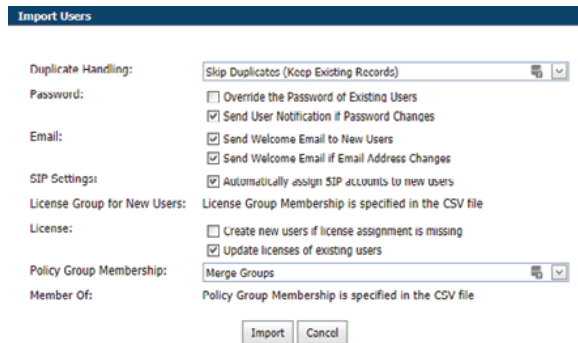 Import Users
Duplicate Handling: Skip Duplicates (Keep Existing Records)
Password: Override the Password of Existing Users
Send User Notification if Password Changes
Email: Send Welcome Email to New Users
Send Welcome Email if Email Address Changes
SIP Settings: Automatically assign SIP accounts to new users
License Group for New Users: License Group Membership is specified in the CSV file
License: Create new users if license assignment is missing
Update licenses of existing users
Policy Group Membership: Merge Groups
Member Of: Policy Group Membership is specified in the CSV file
Import Cancel